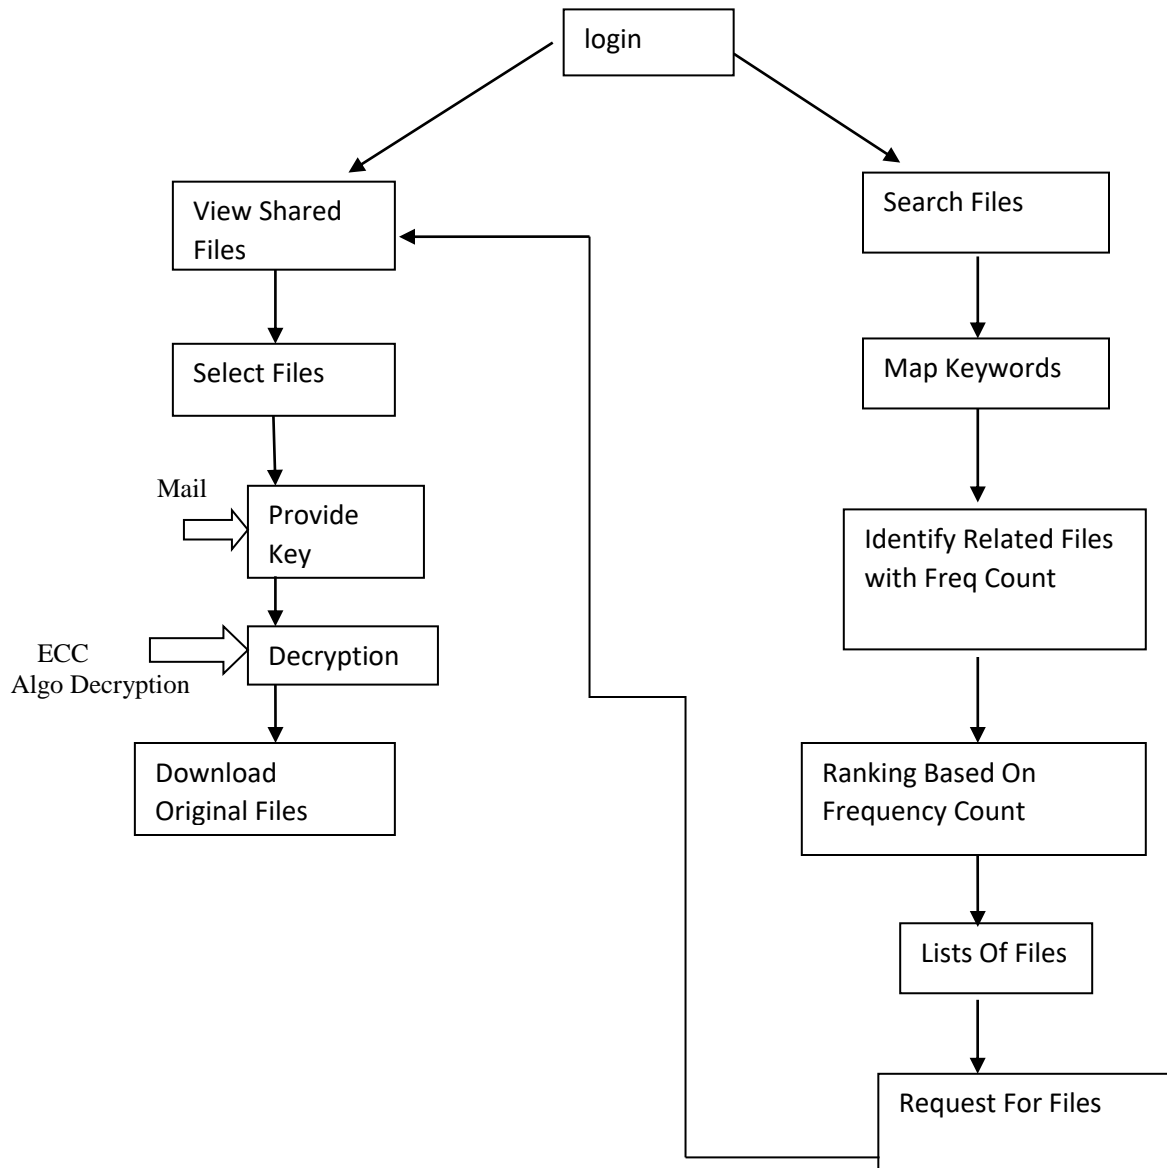 login
View Shared
Files
Search Files
Select Files
Map Keywords
Mail
Provide
Key
Identify Related Files
with Freq Count
ECC
Algo Decryption
Decryption
Download
Original Files
Ranking Based On
Frequency Count
Lists Of Files
Request For Files